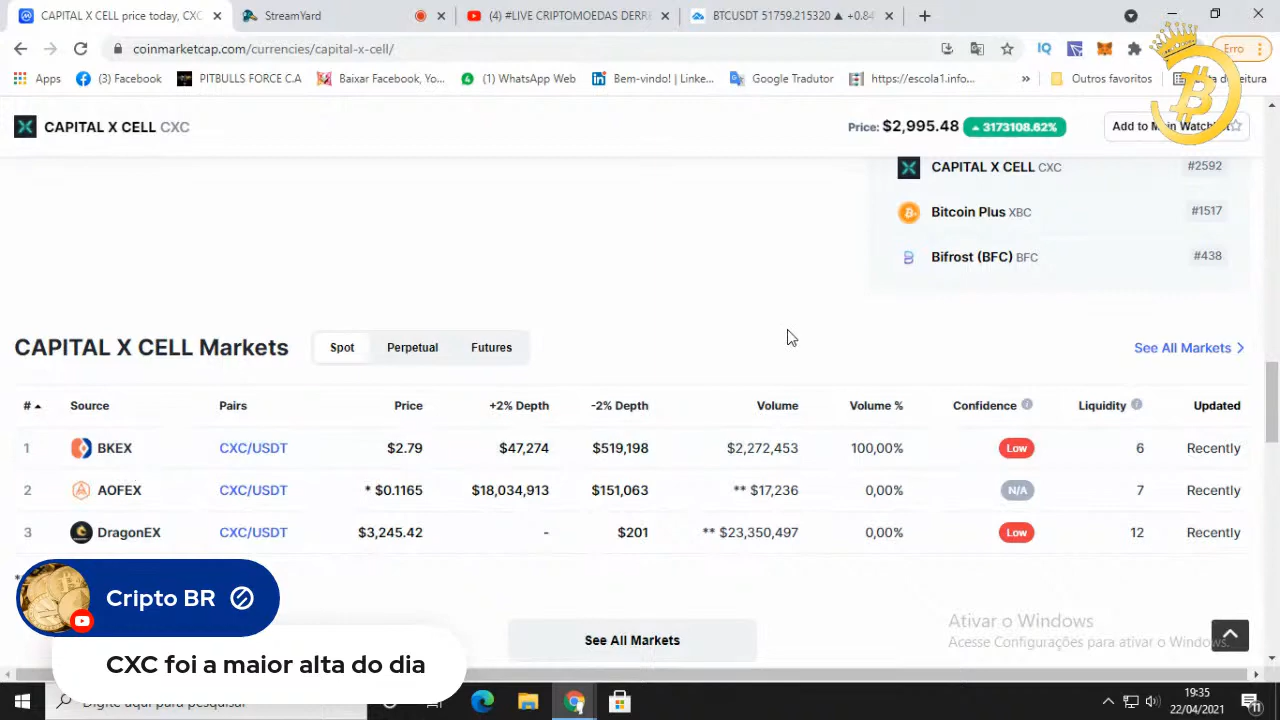 CAPITAL X CELL price today, CXC
StreamYard
(4) #LIVE CRIPTOMOEDAS DERRE
BTCUSDT 51759.215320 ▲ +0.84
coinmarketcap.com/currencies/capital-x-cell/
IQ
Erro
Apps
(3) Facebook
PITBULLS FORCE C.A
Baixar Facebook, Yo...
(1) WhatsApp Web
Bem-vindo! | Linke...
Google Tradutor
https://escola1.info...
»
Outros favoritos
de leitura
CAPITAL X CELL CXC
Price: $2,995.48
3173108.62%
Add to Main Watchlist
CAPITAL X CELL CXC
#2592
Bitcoin Plus XBC
#1517
Bifrost (BFC) BFC
#438
CAPITAL X CELL Markets
Spot
Perpetual
Futures
See All Markets
# Source Pairs Price +2% Depth -2% Depth Volume Volume % Confidence Liquidity Updated
1 BKEX CXC/USDT $2.79 $47,274 $519,198 $2,272,453 100,00% Low 6 Recently
2 AOFEX CXC/USDT * $0.1165 $18,034,913 $151,063 ** $17,236 0,00% N/A 7 Recently
3 DragonEX CXC/USDT $3,245.42 - $201 ** $23,350,497 0,00% Low 12 Recently
*
See All Markets
Cripto BR
CXC foi a maior alta do dia
Ativar o Windows
Acesse Configurações para ativar o Windows.
Digite aqui para pesquisar
19:35
22/04/2021
11